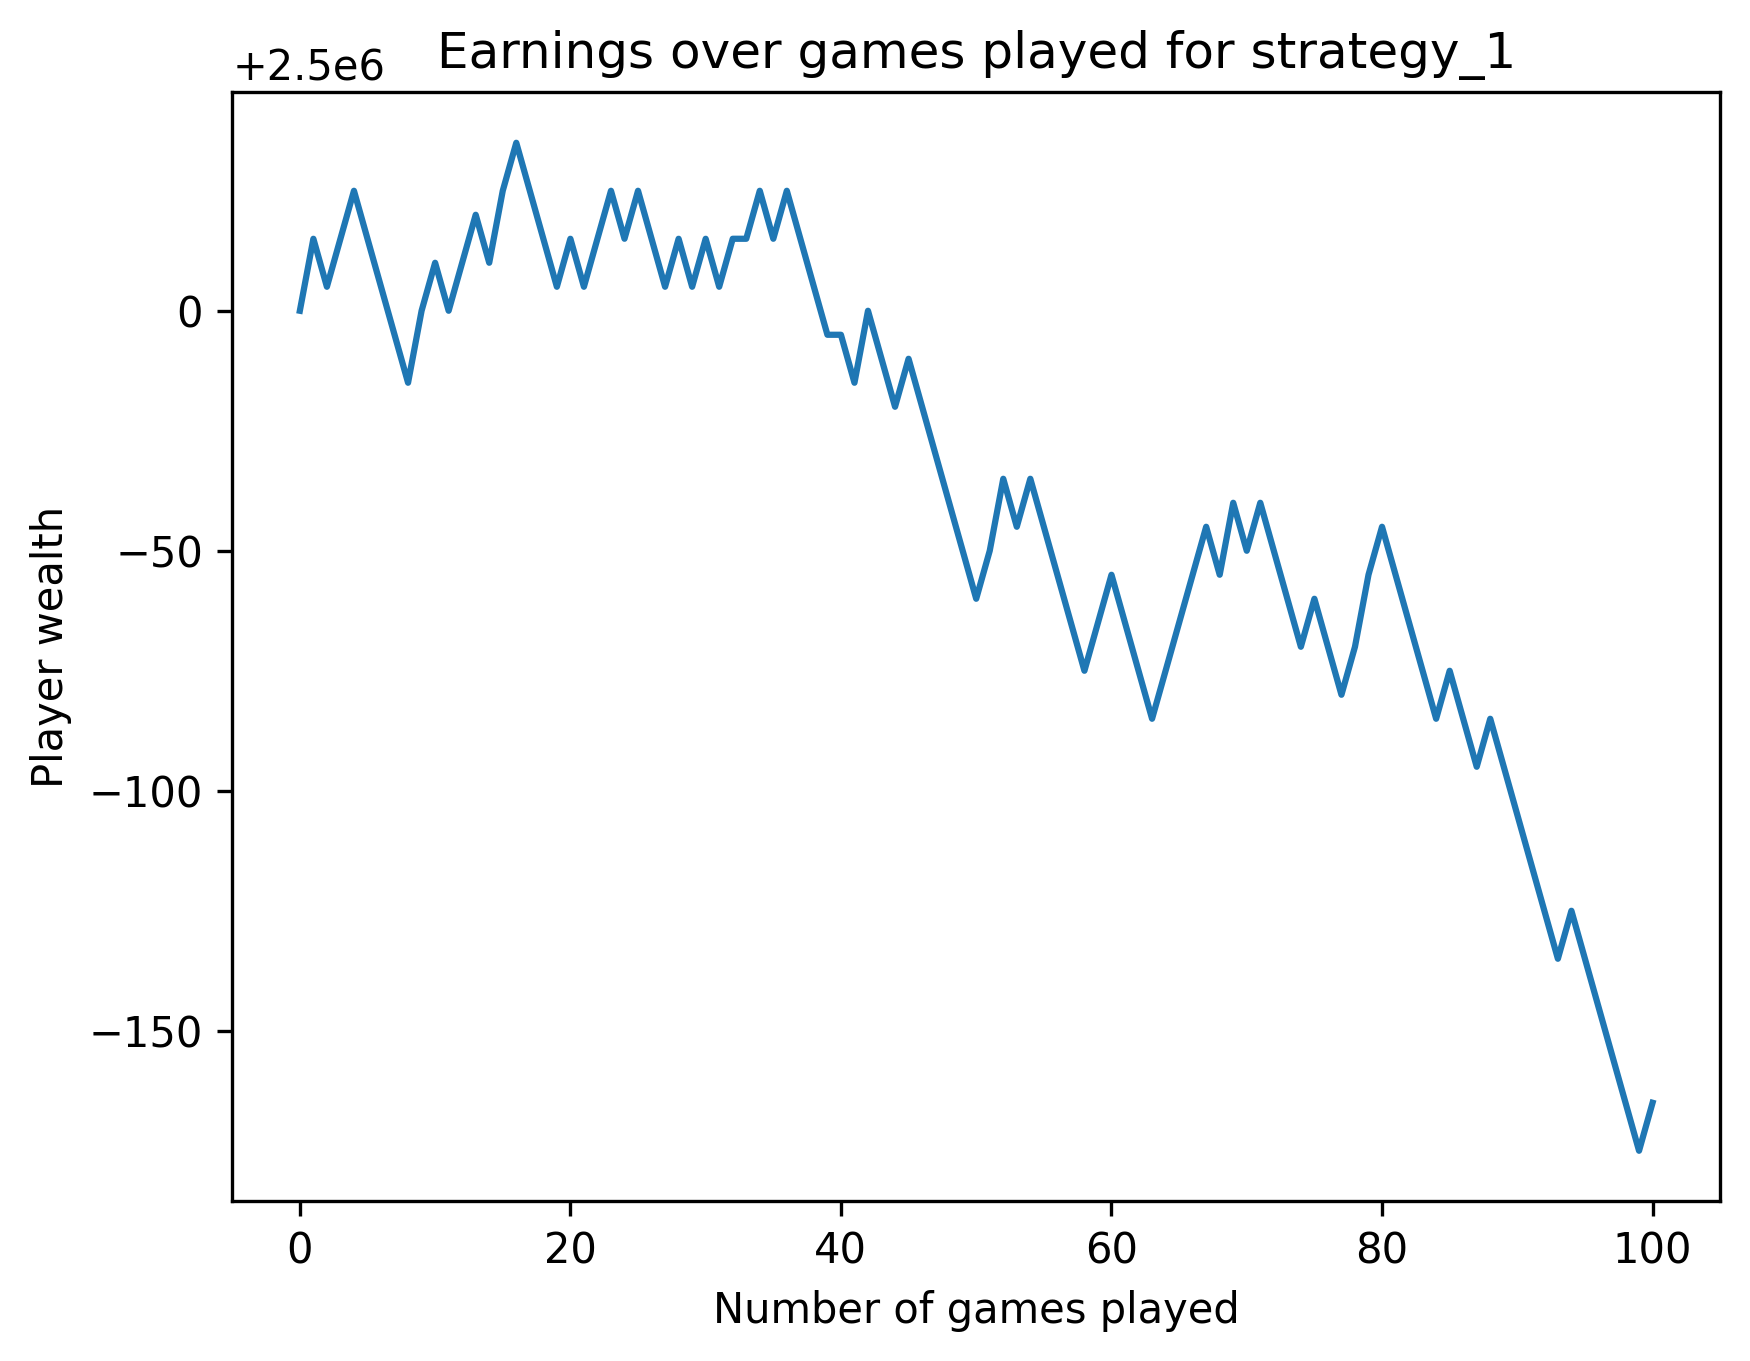 Earnings over games played for strategy_1
+2.5e6
Player wealth
0
−50
−100
−150
0 20 40 60 80 100
Number of games played